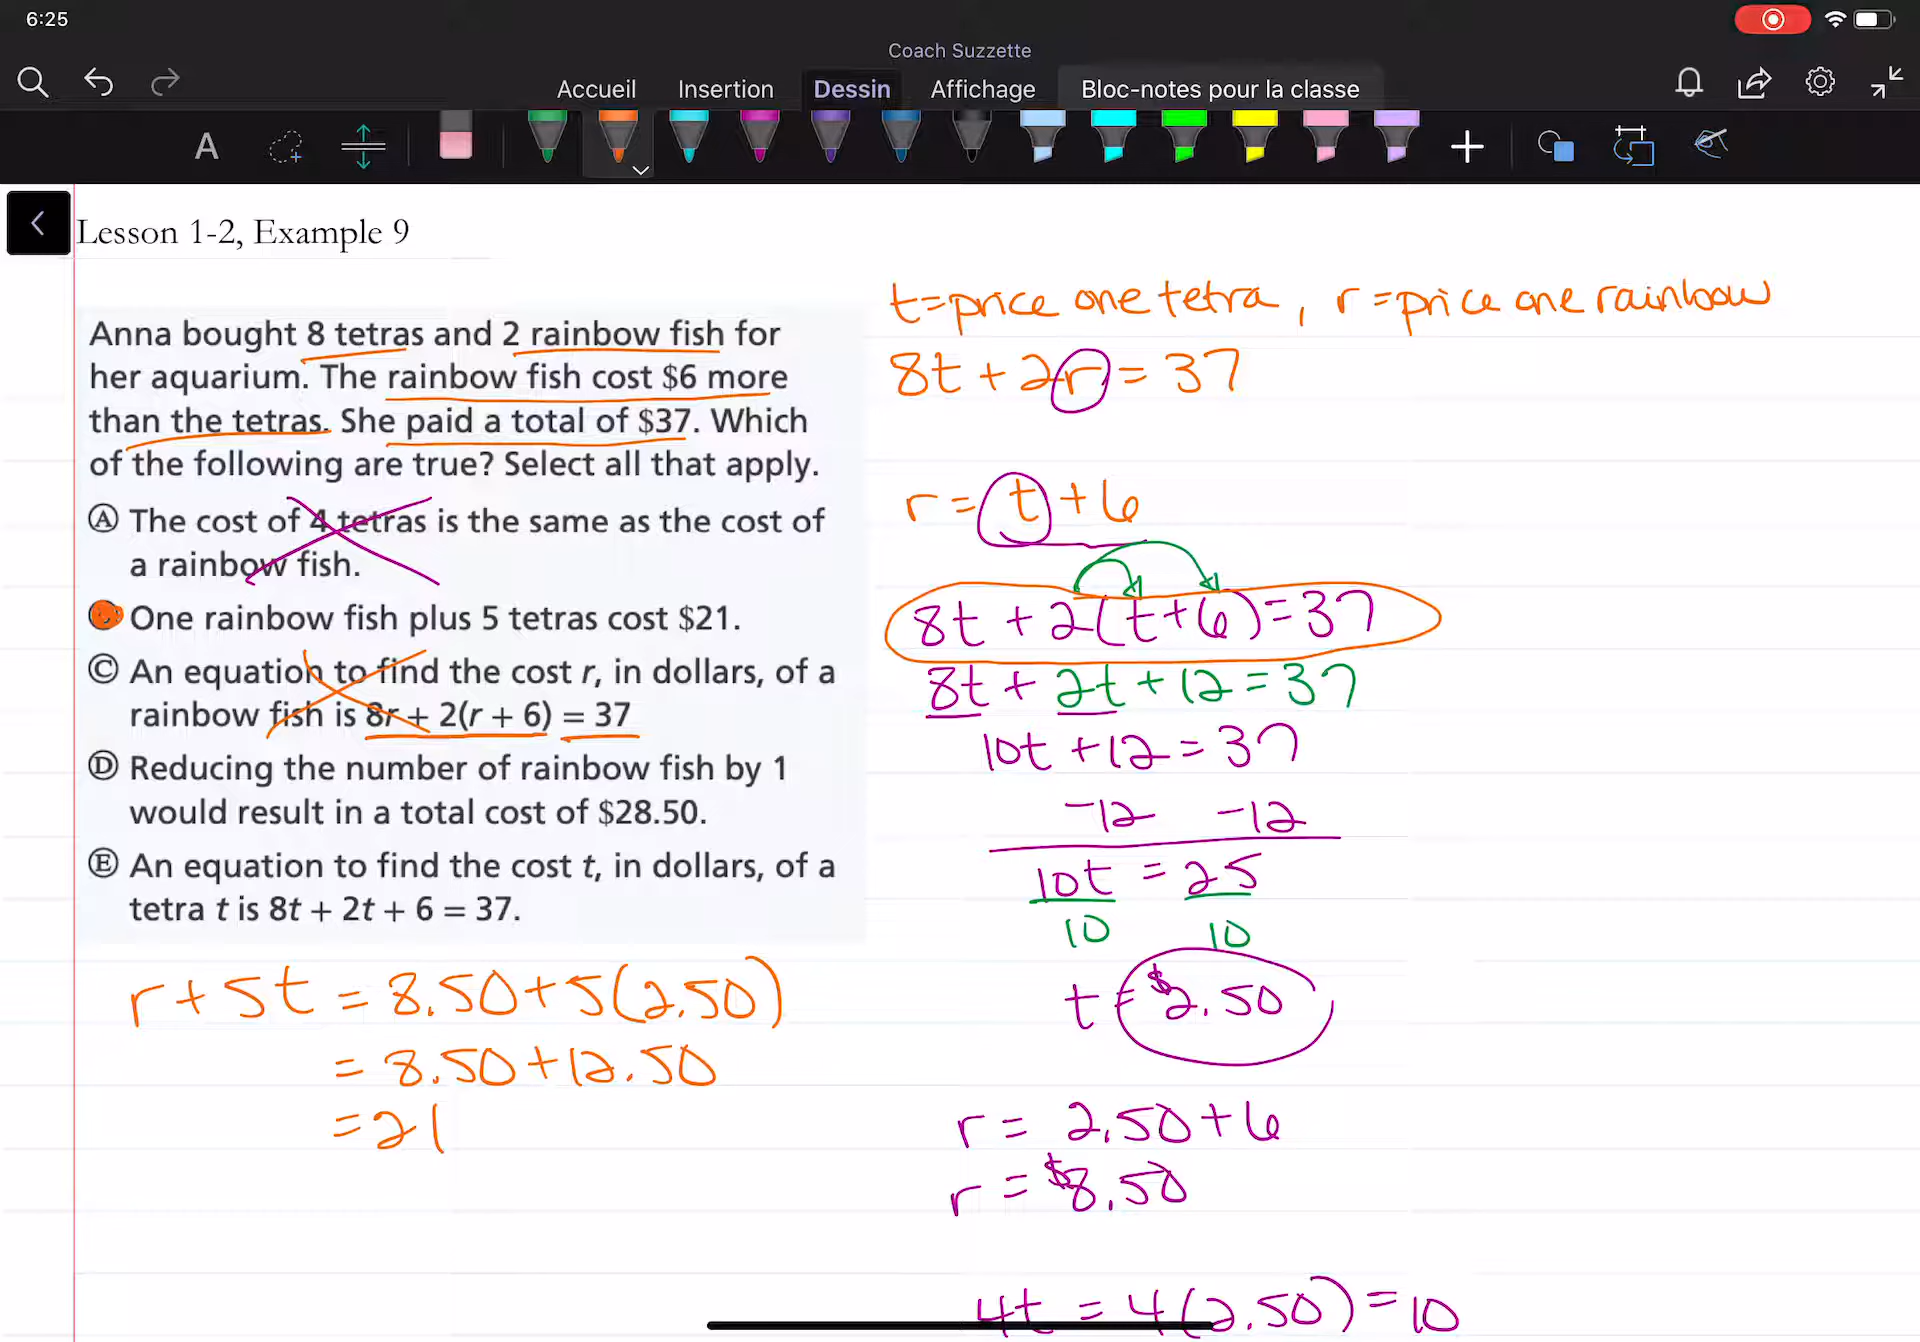 6:25
Coach Suzzette
Accueil Insertion Dessin Affichage Bloc-notes pour la classe
A
Lesson 1-2, Example 9
Anna bought 8 tetras and 2 rainbow fish for
her aquarium. The rainbow fish cost $6 more
than the tetras. She paid a total of $37. Which
of the following are true? Select all that apply.
Ⓐ The cost of 4 tetras is the same as the cost of
a rainbow fish.
One rainbow fish plus 5 tetras cost $21.
Ⓒ An equation to find the cost r, in dollars, of a
rainbow fish is 8r + 2(r + 6) = 37
Ⓓ Reducing the number of rainbow fish by 1
would result in a total cost of $28.50.
Ⓔ An equation to find the cost t, in dollars, of a
tetra t is 8t + 2t + 6 = 37.
r + 5t = 8.50 + 5(2.50)
= 8.50 + 12.50
= 21
t = price one tetra, r = price one rainbow
8t + 2r = 37
r = t + 6
8t + 2(t + 6) = 37
8t + 2t + 12 = 37
10t + 12 = 37
-12 -12
10t = 25
10 10
t = $2.50
r = 2.50 + 6
r = $8.50
4t = 4(2.50) = 10